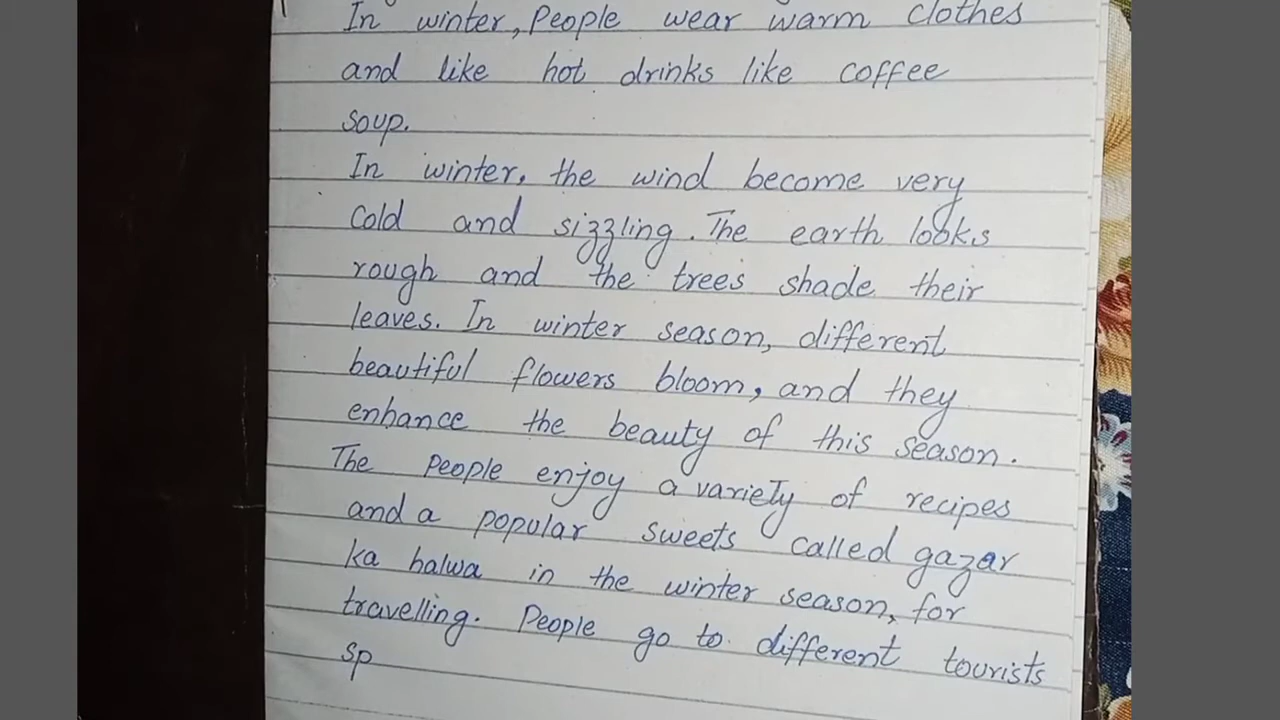 In winter, People wear warm clothes
and like hot drinks like coffee
soup.
In winter, the wind become very
cold and sizzling. The earth looks
rough and the trees shade their
leaves. In winter season, different
beautiful flowers bloom, and they
enhance the beauty of this season.
The People enjoy a variety of recipes
and a popular sweets called gazar
ka halwa in the winter season, for
travelling. People go to different tourists
sp